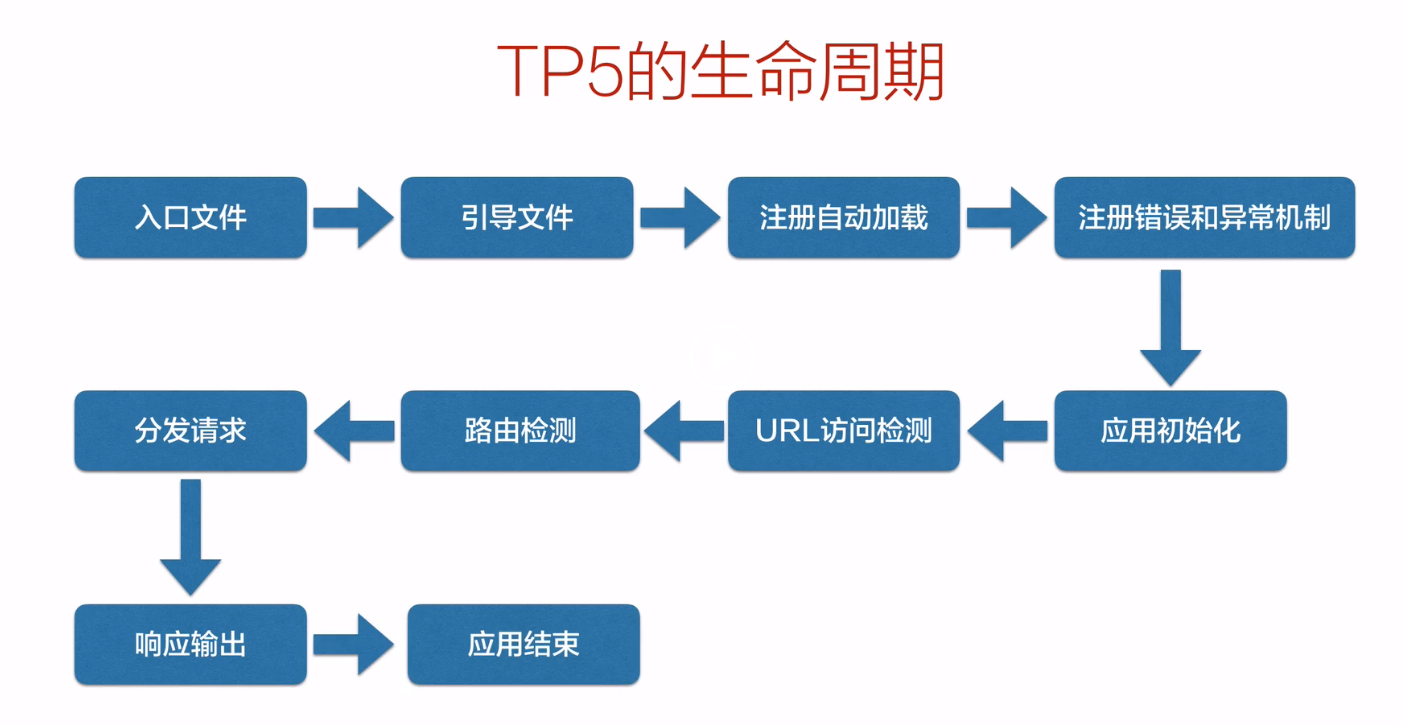 TP5的生命周期
入口文件
引导文件
注册自动加载
注册错误和异常机制
应用初始化
URL访问检测
路由检测
分发请求
响应输出
应用结束